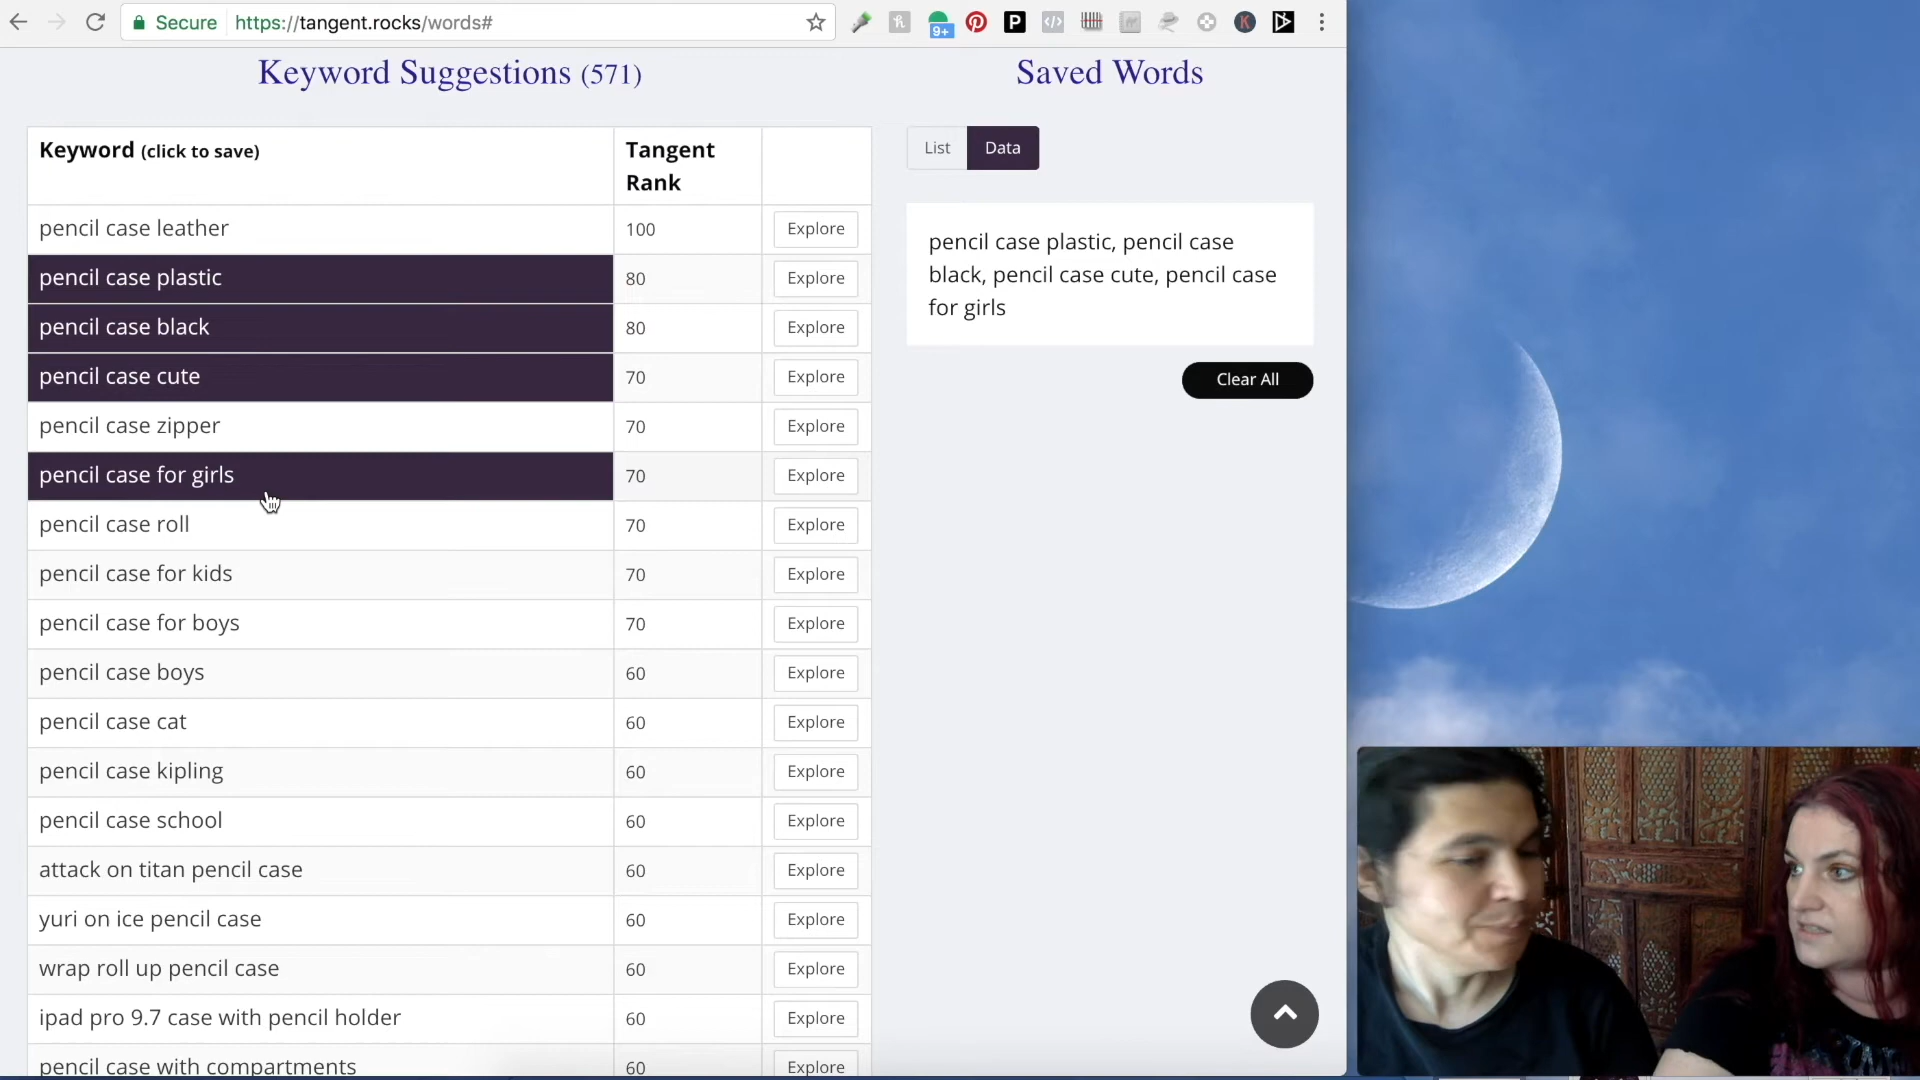 Secure https://tangent.rocks/words#
9+
Keyword Suggestions (571)
Saved Words
Keyword (click to save)
Tangent
Rank
List
Data
pencil case leather 100 Explore
pencil case plastic 80 Explore
pencil case black 80 Explore
pencil case cute 70 Explore
pencil case zipper 70 Explore
pencil case for girls 70 Explore
pencil case roll 70 Explore
pencil case for kids 70 Explore
pencil case for boys 70 Explore
pencil case boys 60 Explore
pencil case cat 60 Explore
pencil case kipling 60 Explore
pencil case school 60 Explore
attack on titan pencil case 60 Explore
yuri on ice pencil case 60 Explore
wrap roll up pencil case 60 Explore
ipad pro 9.7 case with pencil holder 60 Explore
pencil case with compartments 60 Explore
pencil case plastic, pencil case
black, pencil case cute, pencil case
for girls
Clear All